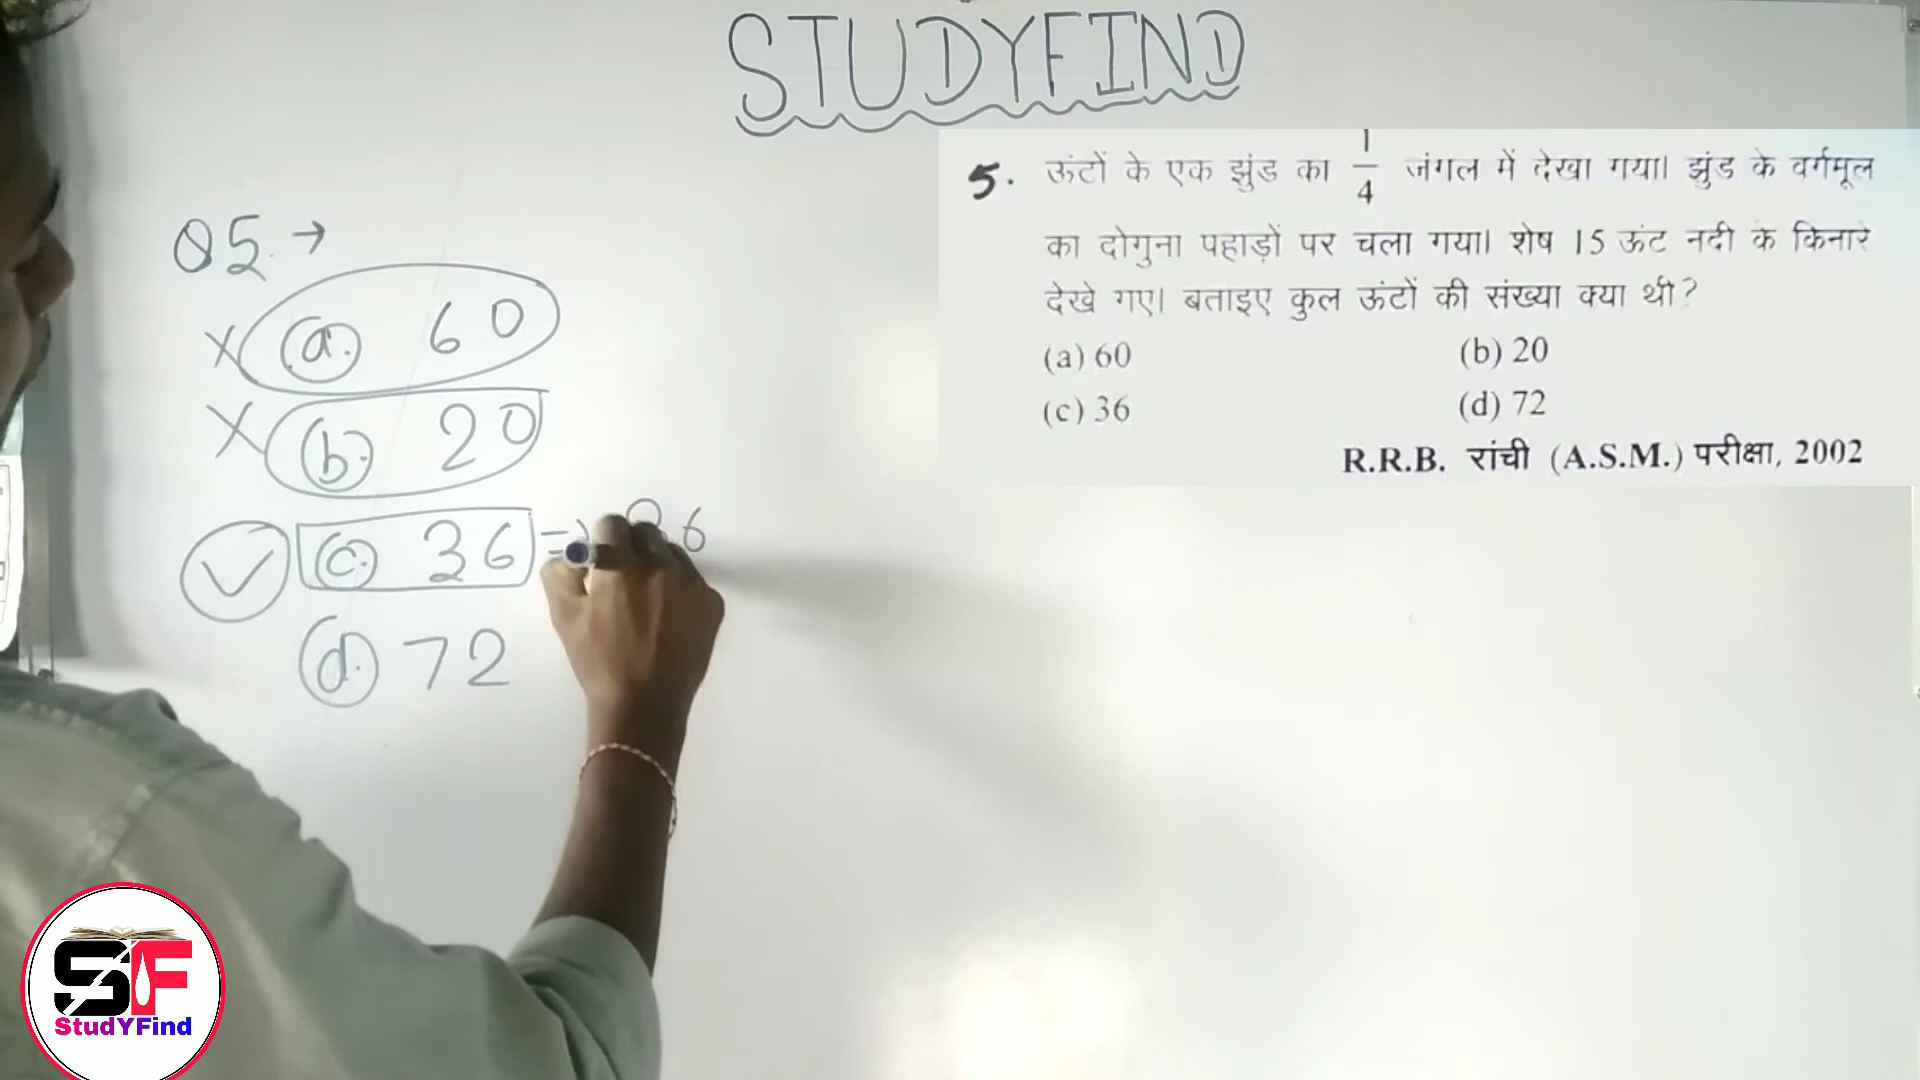 STUDYFIND
5. ऊंटों के एक झुंड का 1/4 जंगल में देखा गया। झुंड के वर्गमूल
का दोगुना पहाड़ों पर चला गया। शेष 15 ऊंट नदी के किनारे
देखे गए। बताइए कुल ऊंटों की संख्या क्या थी?
(a) 60 (b) 20
(c) 36 (d) 72
R.R.B. रांची (A.S.M.) परीक्षा, 2002
Q5. →
(a.) 60
(b.) 20
(c.) 36 =
(d.) 72
SF
StudYFind